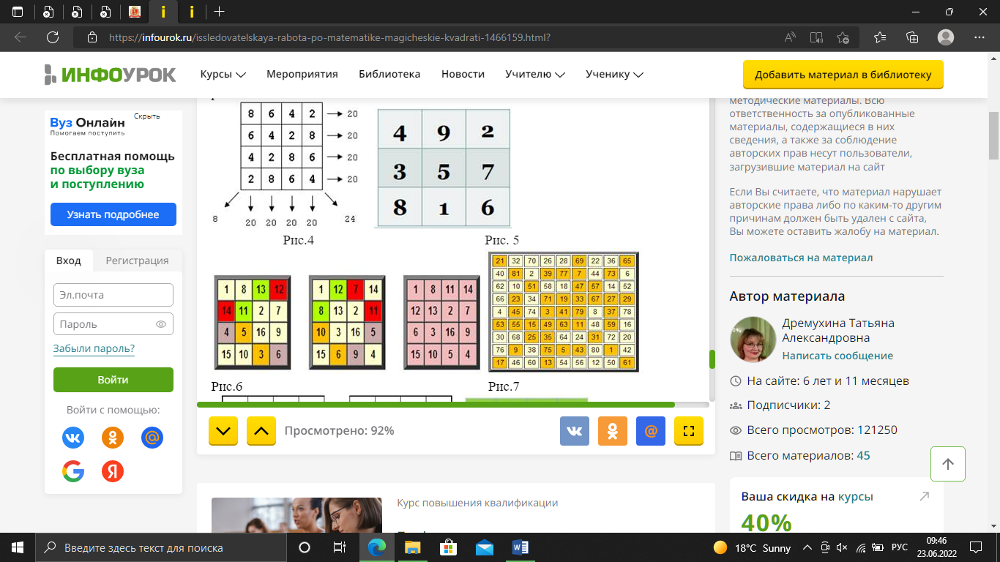 https://infourok.ru/issledovatelskaya-rabota-po-matematike-magicheskie-kvadrati-1466159.html?
ИНФОУРОК
Курсы
Мероприятия
Библиотека
Новости
Учителю
Ученику
Добавить материал в библиотеку
Скрыть
Вуз Онлайн
Помогаем поступить
Бесплатная помощь
по выбору вуза
и поступлению
Узнать подробнее
Вход
Регистрация
Эл.почта
Пароль
Забыли пароль?
Войти
Войти с помощью:
8 6 4 2 20
6 4 2 8 20
4 2 8 6 20
2 8 6 4 20
8 20 20 20 20 24
4 9 2
3 5 7
8 1 6
Рис.4
Рис. 5
1 8 13 12
14 11 2 7
4 5 16 9
15 10 3 6
1 12 7 14
8 13 2 11
10 3 16 5
15 6 9 4
1 8 11 14
12 13 2 7
6 3 16 9
15 10 5 4
21 32 70 26 28 69 22 36 65
40 81 2 39 77 7 44 73 6
62 10 51 58 18 47 57 14 52
66 23 34 71 19 33 67 27 29
4 45 74 3 41 79 8 37 78
53 55 15 49 63 11 48 59 16
30 68 25 35 64 24 31 72 20
76 9 38 75 5 43 80 1 42
17 46 60 13 54 56 12 50 61
Рис.6
Рис.7
Просмотрено: 92%
Курс повышения квалификации
методические материалы. Всю
ответственность за опубликованные
материалы, содержащиеся в них
сведения, а также за соблюдение
авторских прав несут пользователи,
загрузившие материал на сайт
Если Вы считаете, что материал нарушает
авторские права либо по каким-то другим
причинам должен быть удален с сайта,
Вы можете оставить жалобу на материал.
Пожаловаться на материал
Автор материала
Дремухина Татьяна
Александровна
Написать сообщение
На сайте: 6 лет и 11 месяцев
Подписчики: 2
Всего просмотров: 121250
Всего материалов: 45
Ваша скидка на курсы
40%
Введите здесь текст для поиска
18°C Sunny
РУС
09:46
23.06.2022